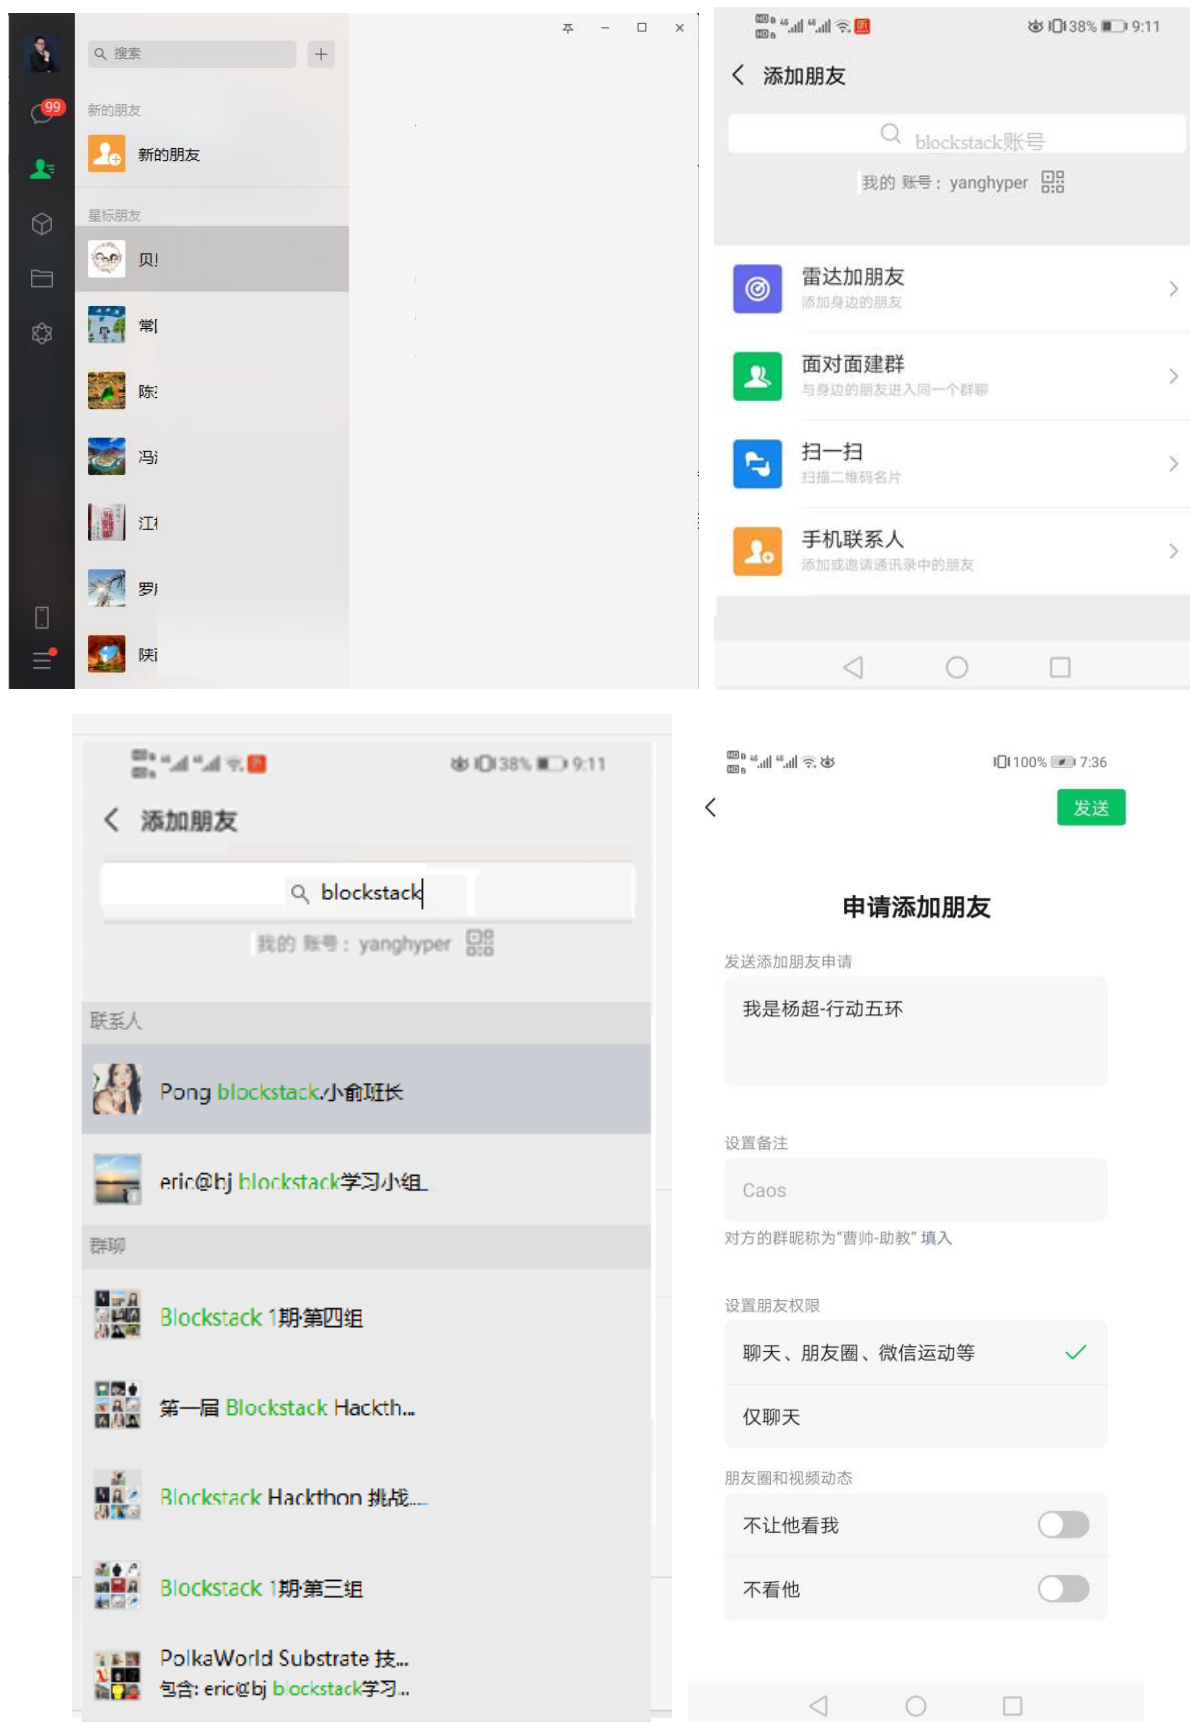 搜索
99
新的朋友
新的朋友
星标朋友
贝
常
陈
冯
江
罗
陕
HD 4G 4G 38% 9:11
添加朋友
blockstack账号
我的 账号: yanghyper
雷达加朋友
添加身边的朋友
面对面建群
与身边的朋友进入同一个群聊
扫一扫
扫描二维码名片
手机联系人
添加或邀请通讯录中的朋友
38% 9:11
添加朋友
blockstack
我的 账号: yanghyper
联系人
Pong blockstack.小俞班长
eric@bj blockstack学习小组_
群聊
Blockstack 1期·第四组
第一届 Blockstack Hackth...
Blockstack Hackthon 挑战...
Blockstack 1期·第三组
PolkaWorld Substrate 技...
包含: eric@bj blockstack学习...
HD 4G 4G 100% 7:36
发送
申请添加朋友
发送添加朋友申请
我是杨超-行动五环
设置备注
Caos
对方的群昵称为"曹帅-助教" 填入
设置朋友权限
聊天、朋友圈、微信运动等
仅聊天
朋友圈和视频动态
不让他看我
不看他